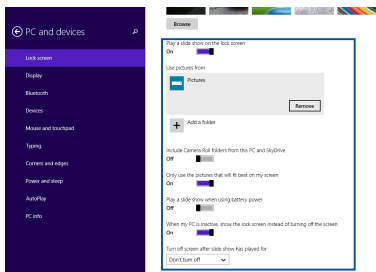 PC and devices
Lock screen
Display
Bluetooth
Devices
Mouse and touchpad
Typing
Corners and edges
Power and sleep
AutoPlay
PC info
Browse
Play a slide show on the lock screen
On
Use pictures from
Pictures
Remove
Add a folder
Include Camera Roll folders from this PC and SkyDrive
Off
Only use the pictures that will fit best on my screen
On
Play a slide show when using battery power
Off
When my PC is inactive, show the lock screen instead of turning off the screen
On
Turn off screen after slide show has played for
Don't turn off